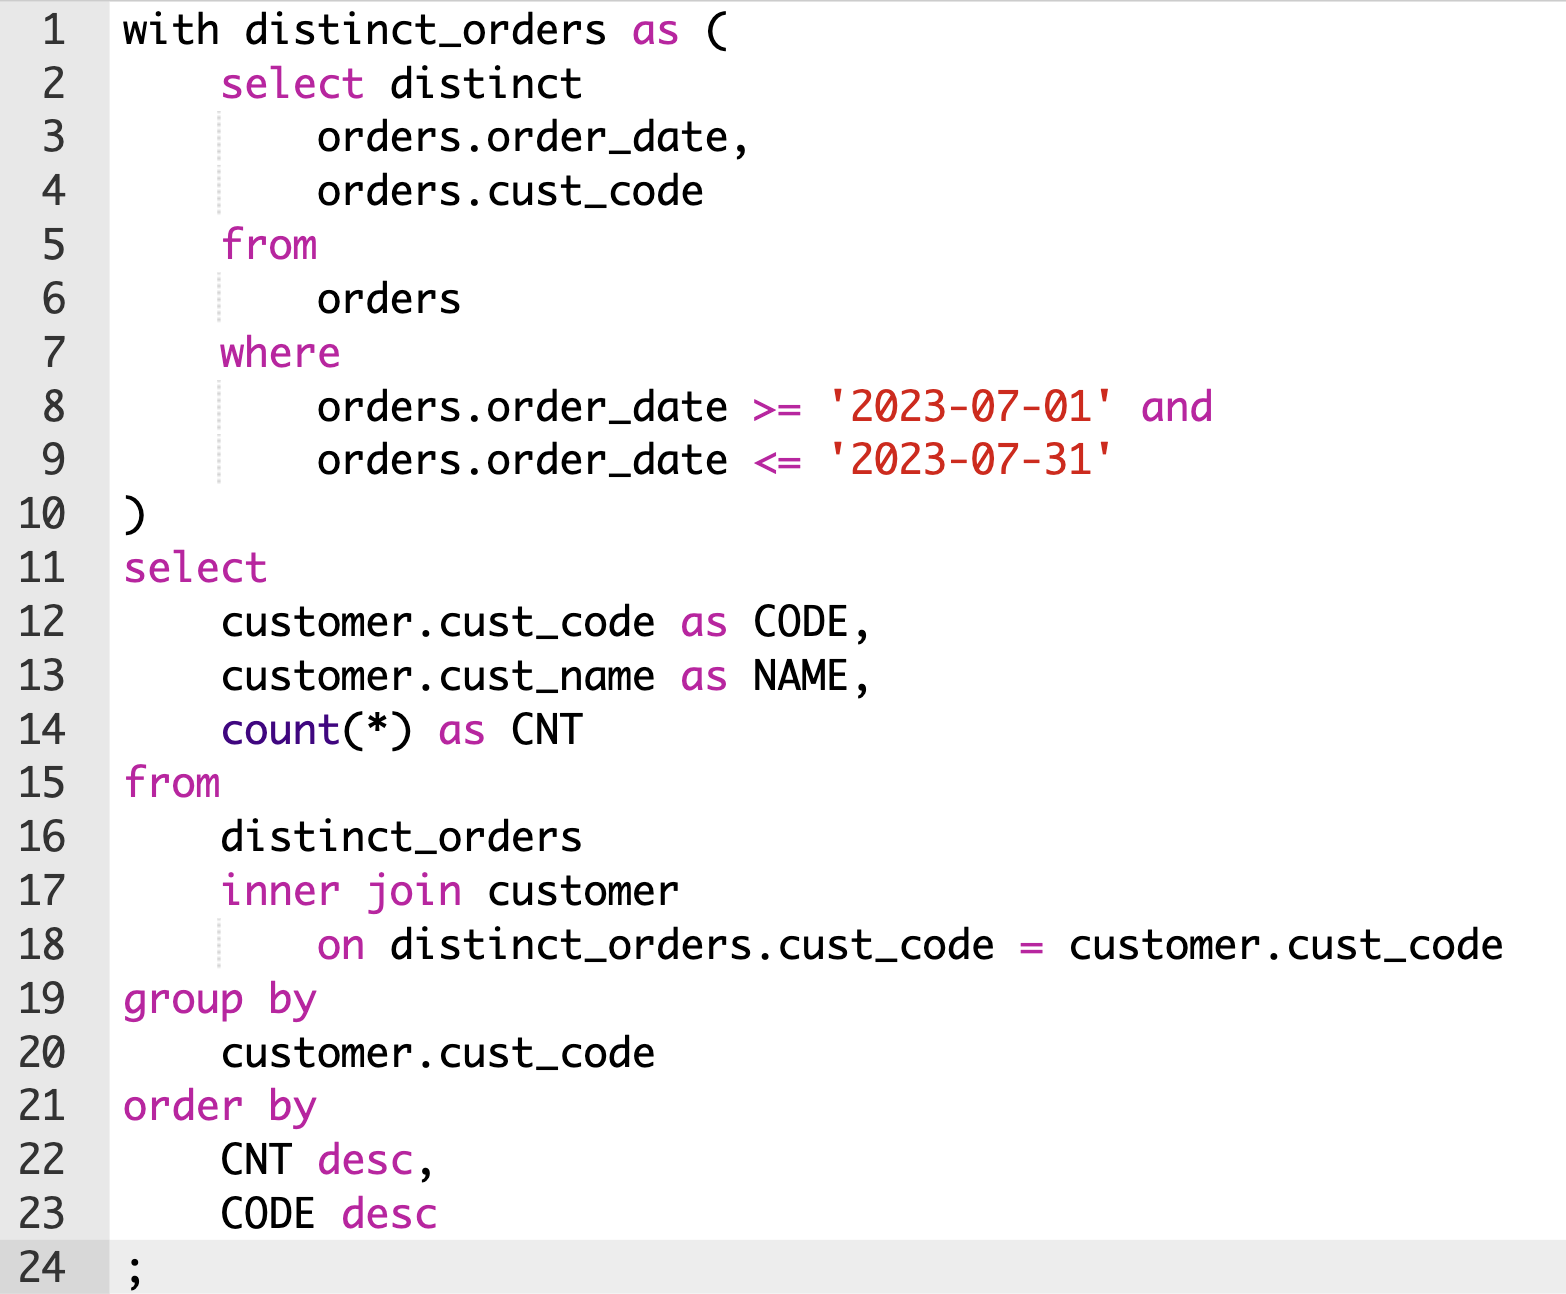 1 with distinct_orders as (
2     select distinct
3         orders.order_date,
4         orders.cust_code
5     from
6         orders
7     where
8         orders.order_date >= '2023-07-01' and
9         orders.order_date <= '2023-07-31'
10 )
11 select
12     customer.cust_code as CODE,
13     customer.cust_name as NAME,
14     count(*) as CNT
15 from
16     distinct_orders
17     inner join customer
18         on distinct_orders.cust_code = customer.cust_code
19 group by
20     customer.cust_code
21 order by
22     CNT desc,
23     CODE desc
24 ;